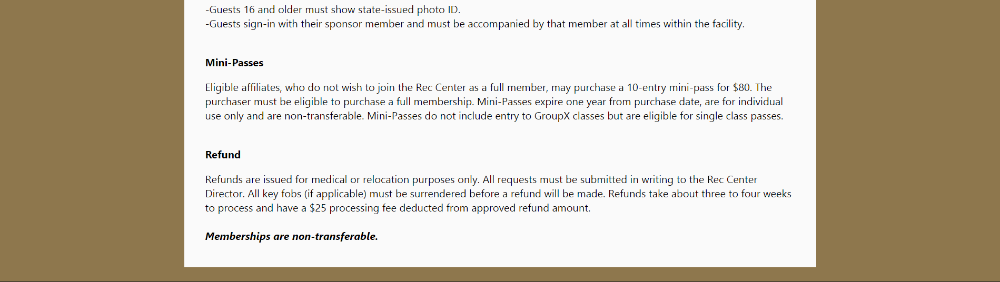 -Guests 16 and older must show state-issued photo ID.
-Guests sign-in with their sponsor member and must be accompanied by that member at all times within the facility.
Mini-Passes
Eligible affiliates, who do not wish to join the Rec Center as a full member, may purchase a 10-entry mini-pass for $80. The
purchaser must be eligible to purchase a full membership. Mini-Passes expire one year from purchase date, are for individual
use only and are non-transferable. Mini-Passes do not include entry to GroupX classes but are eligible for single class passes.
Refund
Refunds are issued for medical or relocation purposes only. All requests must be submitted in writing to the Rec Center
Director. All key fobs (if applicable) must be surrendered before a refund will be made. Refunds take about three to four weeks
to process and have a $25 processing fee deducted from approved refund amount.
Memberships are non-transferable.